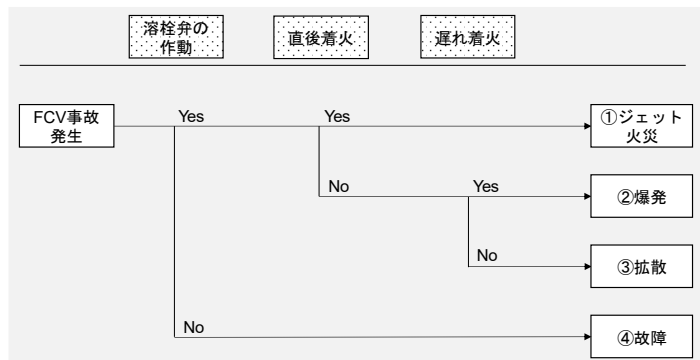 溶栓弁の
作動
直後着火
遅れ着火
FCV事故
発生
Yes
Yes
①ジェット
火災
No
Yes
②爆発
No
③拡散
No
④故障